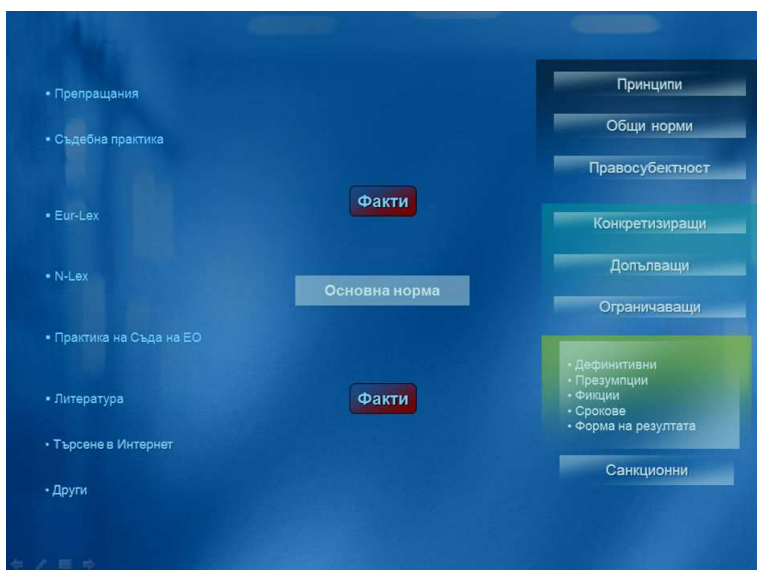 Препращания
Съдебна практика
Eur-Lex
N-Lex
Практика на Съда на ЕО
Литература
Търсене в Интернет
Други
Факти
Основна норма
Факти
Принципи
Общи норми
Правосубектност
Конкретизиращи
Допълващи
Ограничаващи
Дефинитивни
Презумпции
Фикции
Срокове
Форма на резултата
Санкционни